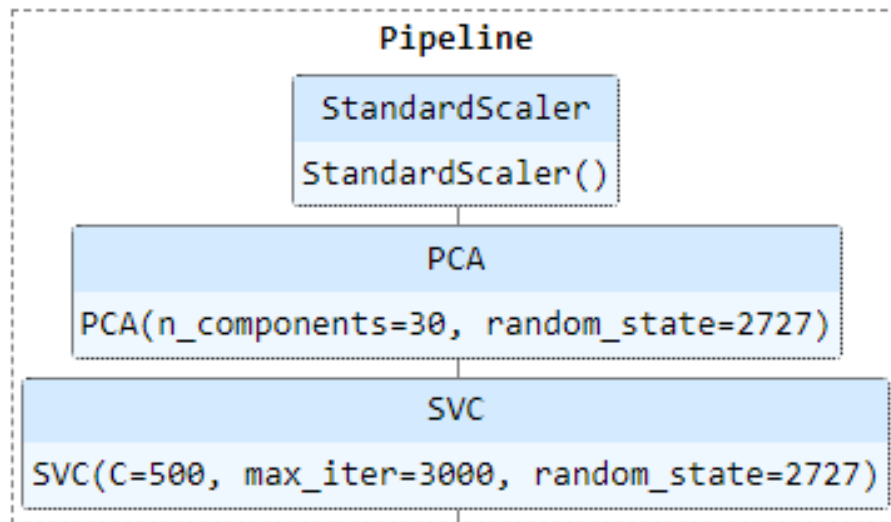 Pipeline
StandardScaler
StandardScaler()
PCA
PCA(n_components=30, random_state=2727)
SVC
SVC(C=500, max_iter=3000, random_state=2727)